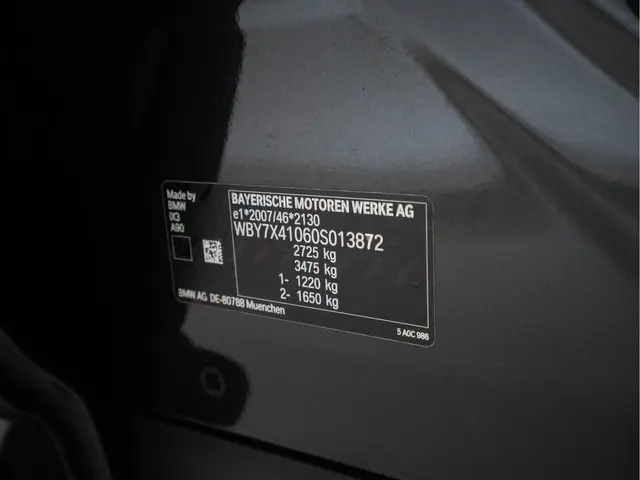 Made by
BMW
iX3
A90
BAYERISCHE MOTOREN WERKE AG
e1*2007/46*2130
WBY7X41060S013872
2725 kg
3475 kg
1- 1220 kg
2- 1650 kg
BMW AG DE-80788 Muenchen
5 A0C 986